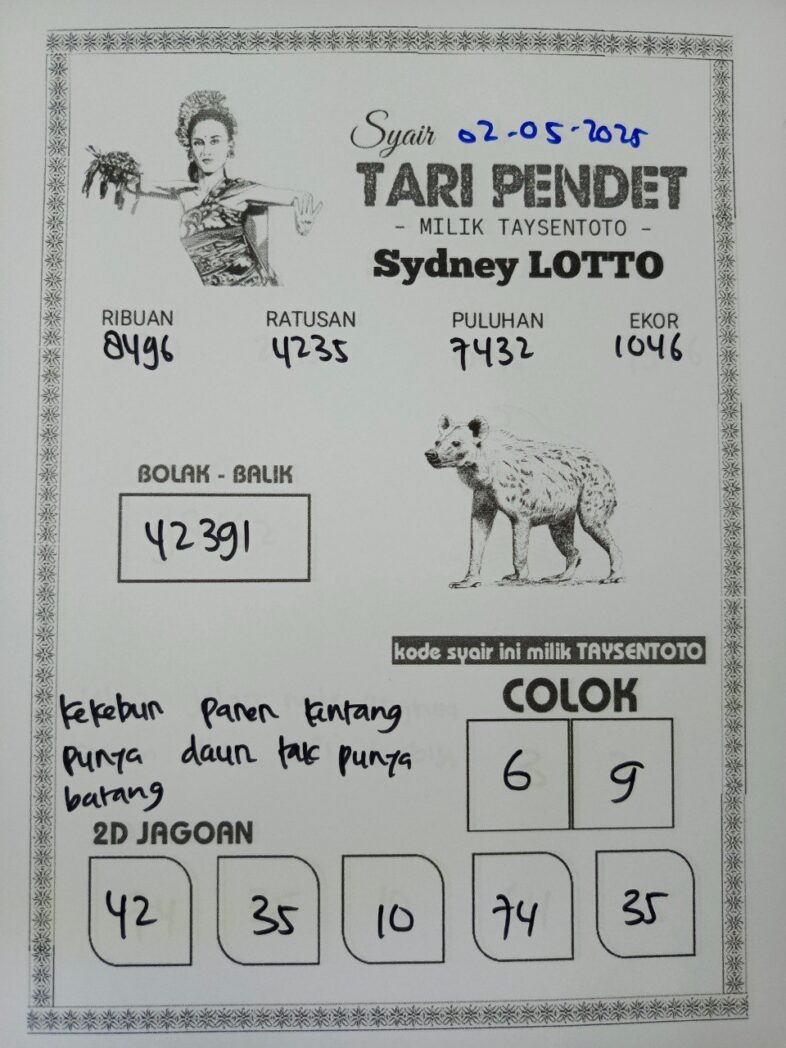 Syair 02-05-2025
TARI PENDET
- MILIK TAYSENTOTO -
Sydney LOTTO
RIBUAN RATUSAN PULUHAN EKOR
8496 4235 7432 1046
BOLAK - BALIK
42391
kode syair ini milik TAYSENTOTO
COLOK
6 9
kekebun panen kentang
punya daun tak punya
batang
2D JAGOAN
42 35 10 74 35